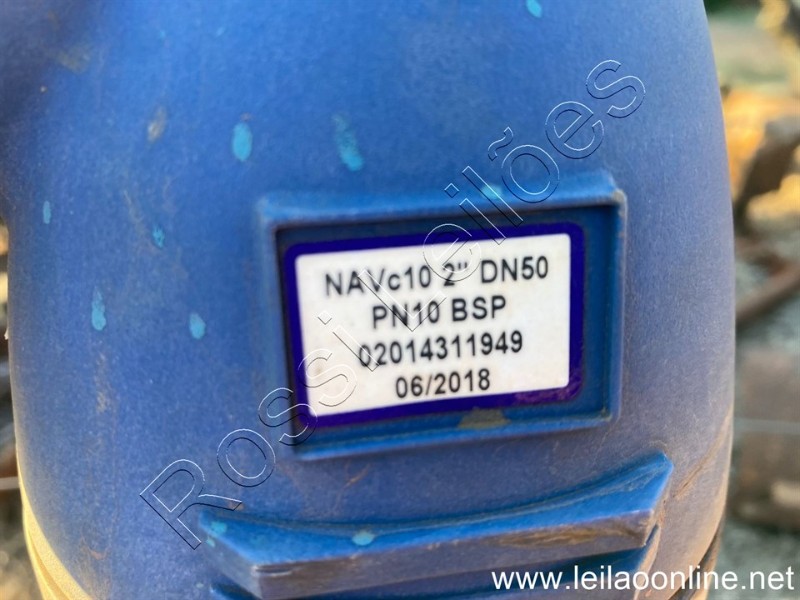 NAVc10 2" DN50
PN10 BSP
02014311949
06/2018
Rossi Leilões
www.leilaoonline.net